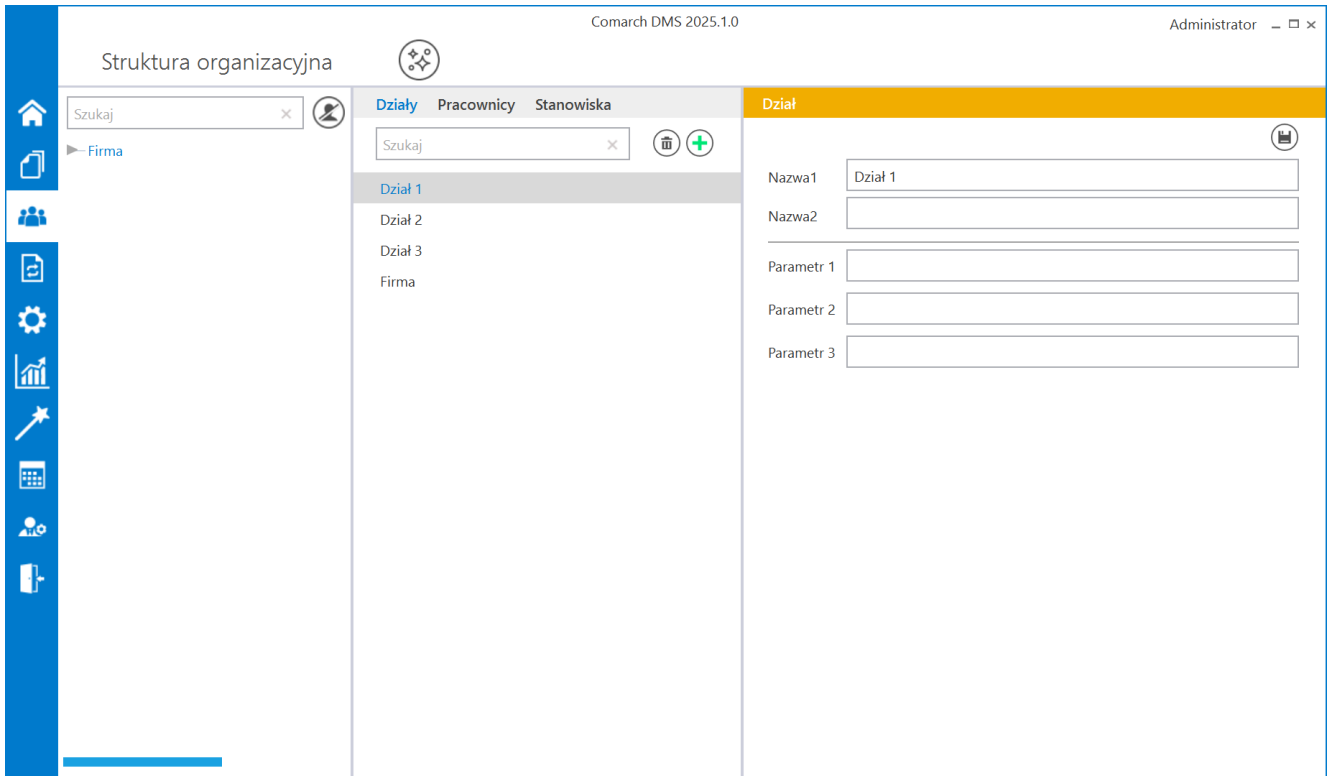 Comarch DMS 2025.1.0
Administrator
Struktura organizacyjna
Szukaj
Firma
Działy Pracownicy Stanowiska
Szukaj
Dział 1
Dział 2
Dział 3
Firma
Dział
Nazwa1 Dział 1
Nazwa2
Parametr 1
Parametr 2
Parametr 3